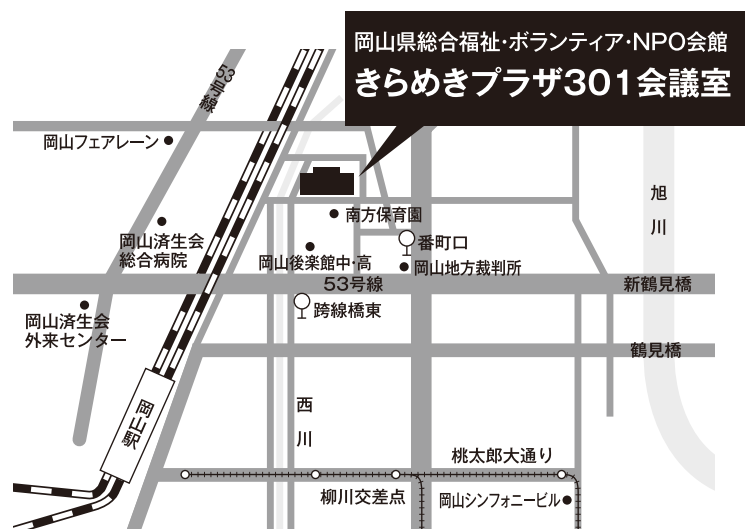 岡山県総合福祉・ボランティア・NPO会館
きらめきプラザ301会議室
53号線
岡山フェアレーン
旭川
南方保育園
岡山済生会
総合病院
番町口
岡山後楽館中・高
岡山地方裁判所
53号線
新鶴見橋
跨線橋東
岡山済生会
外来センター
鶴見橋
岡山駅
西川
桃太郎大通り
柳川交差点
岡山シンフォニービル